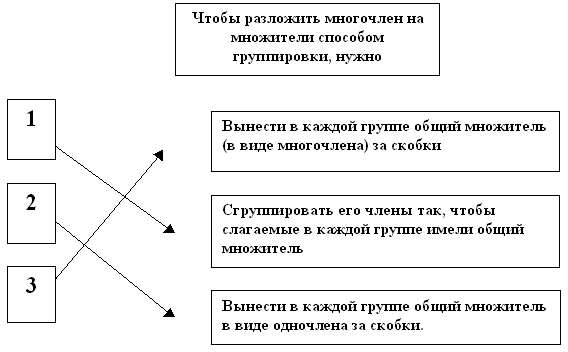 Чтобы разложить многочлен на
множители способом
группировки, нужно
1
Вынести в каждой группе общий множитель
(в виде многочлена) за скобки
2
Сгруппировать его члены так, чтобы
слагаемые в каждой группе имели общий
множитель
3
Вынести в каждой группе общий множитель
в виде одночлена за скобки.